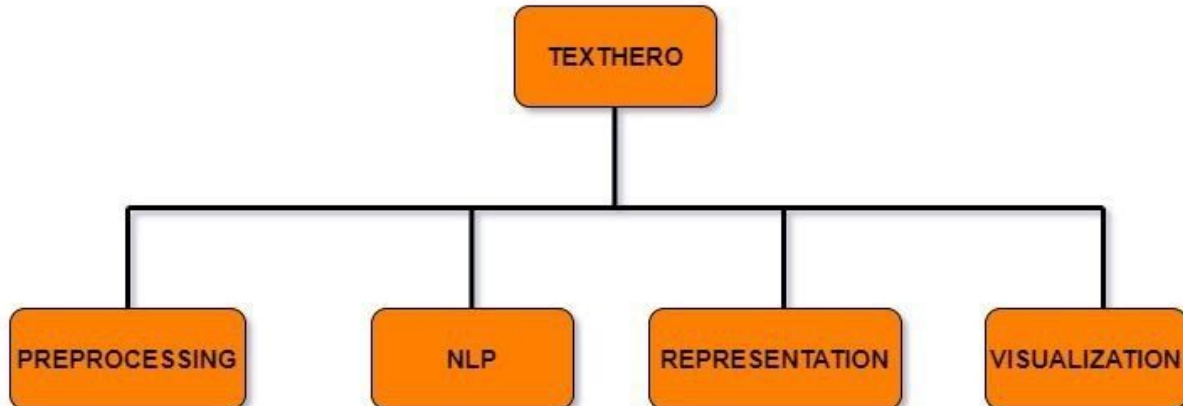 TEXTHERO
PREPROCESSING
NLP
REPRESENTATION
VISUALIZATION